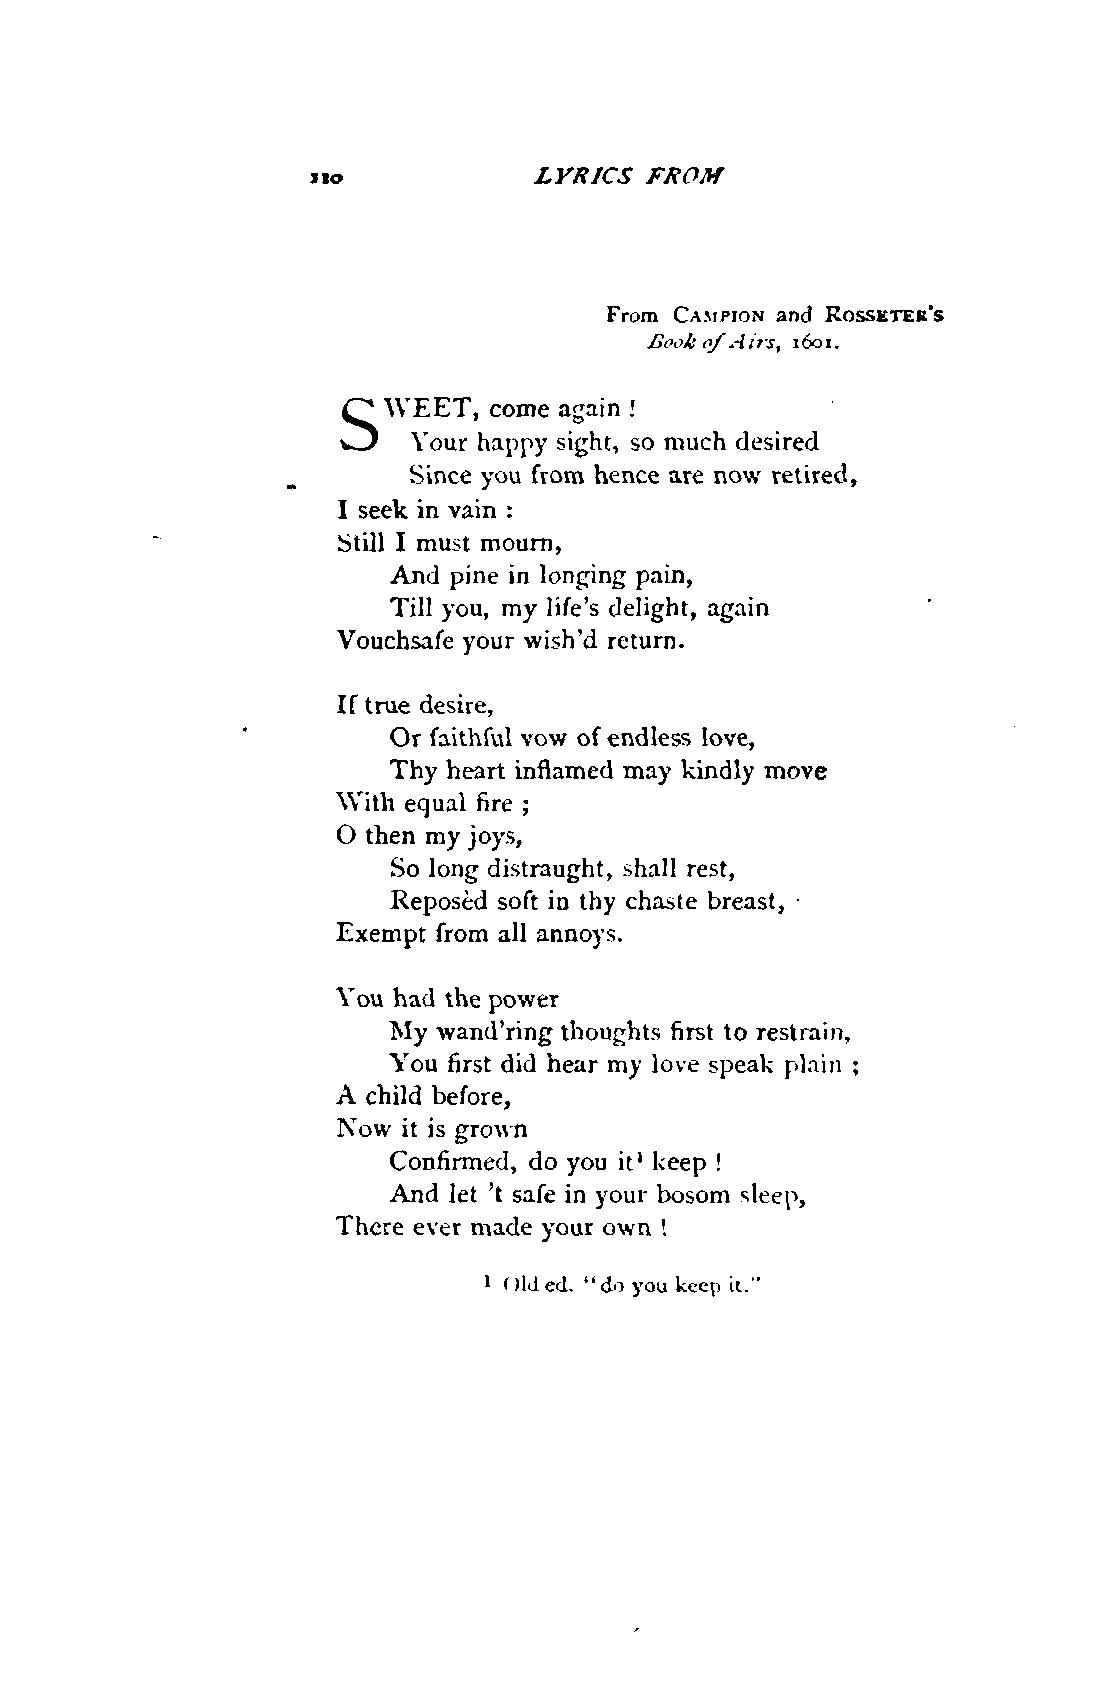 110 LYRICS FROM
From CAMPION and ROSSETER's
Book of Airs, 1601.
SWEET, come again !
Your happy sight, so much desired
Since you from hence are now retired,
I seek in vain :
Still I must mourn,
And pine in longing pain,
Till you, my life's delight, again
Vouchsafe your wish'd return.
If true desire,
Or faithful vow of endless love,
Thy heart inflamed may kindly move
With equal fire ;
O then my joys,
So long distraught, shall rest,
Reposèd soft in thy chaste breast,
Exempt from all annoys.
You had the power
My wand'ring thoughts first to restrain,
You first did hear my love speak plain ;
A child before,
Now it is grown
Confirmed, do you it¹ keep !
And let 't safe in your bosom sleep,
There ever made your own !
¹ Old ed. "do you keep it."